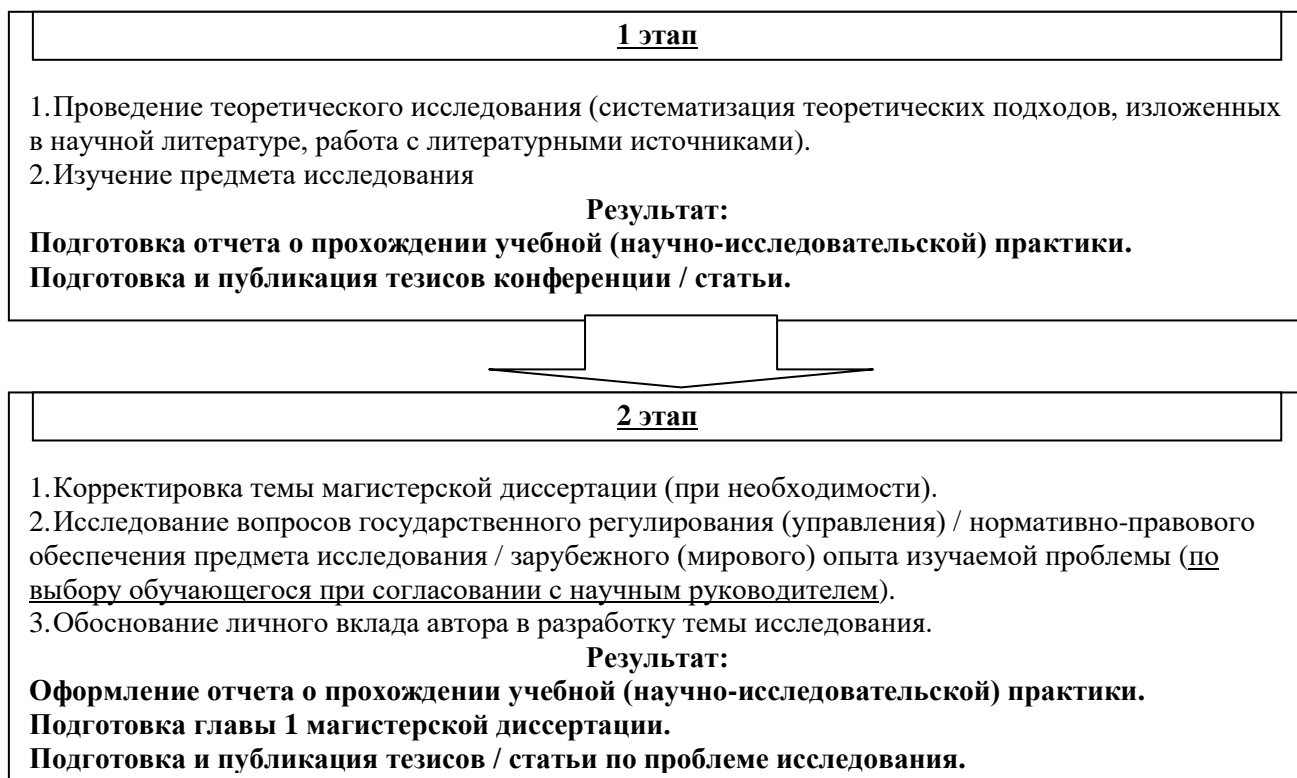 1 этап
1.Проведение теоретического исследования (систематизация теоретических подходов, изложенных
в научной литературе, работа с литературными источниками).
2.Изучение предмета исследования
Результат:
Подготовка отчета о прохождении учебной (научно-исследовательской) практики.
Подготовка и публикация тезисов конференции / статьи.
2 этап
1.Корректировка темы магистерской диссертации (при необходимости).
2.Исследование вопросов государственного регулирования (управления) / нормативно-правового
обеспечения предмета исследования / зарубежного (мирового) опыта изучаемой проблемы (по
выбору обучающегося при согласовании с научным руководителем).
3.Обоснование личного вклада автора в разработку темы исследования.
Результат:
Оформление отчета о прохождении учебной (научно-исследовательской) практики.
Подготовка главы 1 магистерской диссертации.
Подготовка и публикация тезисов / статьи по проблеме исследования.